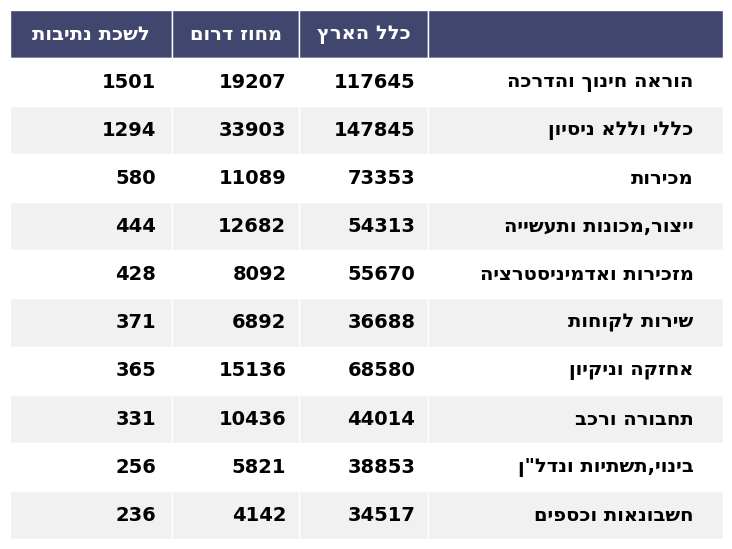 כלל הארץ מחוז דרום לשכת נתיבות
הוראה חינוך והדרכה 117645 19207 1501
כללי וללא ניסיון 147845 33903 1294
מכירות 73353 11089 580
ייצור,מכונות ותעשייה 54313 12682 444
מזכירות ואדמיניסטרציה 55670 8092 428
שירות לקוחות 36688 6892 371
אחזקה וניקיון 68580 15136 365
תחבורה ורכב 44014 10436 331
בינוי,תשתיות ונדל"ן 38853 5821 256
חשבונאות וכספים 34517 4142 236